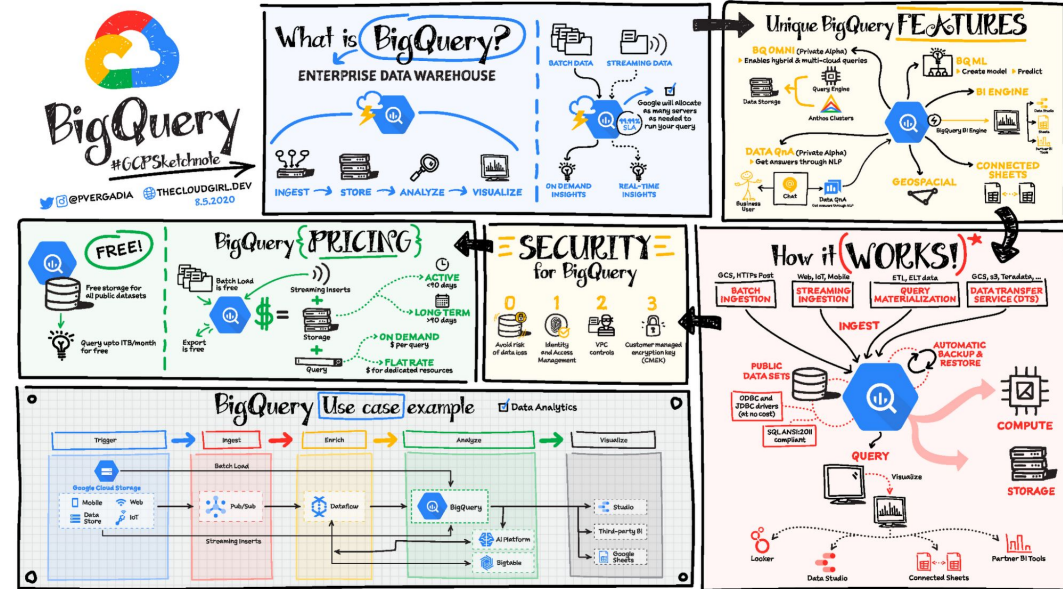 BigQuery
#GCPSketchnote
@PVERGADIA
THECLOUDGIRL.DEV
8.5.2020
What is BigQuery?
ENTERPRISE DATA WAREHOUSE
INGEST
STORE
ANALYZE
VISUALIZE
BATCH DATA
STREAMING DATA
99.99%
SLA
Google will allocate
as many servers
as needed to
run your query
ON DEMAND
INSIGHTS
REAL-TIME
INSIGHTS
Unique BigQuery FEATURES
BQ OMNI (Private Alpha)
Enables hybrid & multi-cloud queries
Query Engine
Data Storage
Anthos Clusters
BQ ML
Create model
Predict
BI ENGINE
BigQuery BI Engine
Data Studio
Sheets
DATA QnA (Private Alpha)
Get answers through NLP
Business
User
Chat
Data QnA
Get answers through NLP
GEOSPACIAL
CONNECTED
SHEETS
How it (WORKS!)*
GCS, HTTPs Post
BATCH
INGESTION
Web, IoT, Mobile
STREAMING
INGESTION
ETL, ELT data
QUERY
MATERIALIZATION
GCS, s3, Teradata, ...
DATA TRANSFER
SERVICE (DTS)
INGEST
PUBLIC
DATA SETS
AUTOMATIC
BACKUP &
RESTORE
ODBC and
JDBC drivers
(at no cost)
SQL ANSI:2011
compliant
COMPUTE
STORAGE
QUERY
Visualize
Looker
Data Studio
Connected Sheets
Partner BI Tools
SECURITY
for BigQuery
0
Avoid risk
of data loss
1
Identity
and Access
Management
2
VPC
controls
3
Customer managed
encryption key
(CMEK)
BigQuery {PRICING}
FREE!
Free storage for
all public datasets
Query upto 1TB/month
for free
Batch Load
is free
Export
is free
$ =
Streaming Inserts
+
Storage
+
Query
ACTIVE
<90 days
LONG TERM
>90 days
ON DEMAND
$ per query
FLAT RATE
$ for dedicated resources
BigQuery Use case example
Data Analytics
Trigger
Ingest
Enrich
Analyze
Visualize
Google Cloud Storage
Mobile
Web
Data
Store
IoT
Batch Load
Pub/Sub
Streaming Inserts
Dataflow
BigQuery
AI Platform
Bigtable
Studio
Third-party BI
Google
Sheets